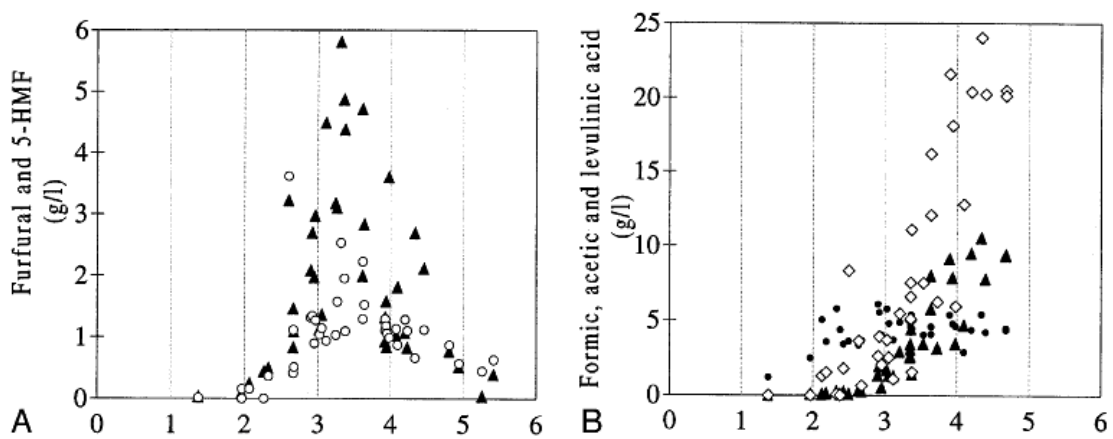 Furfural and 5-HMF
(g/l)
6
5
4
3
2
1
0
0 1 2 3 4 5 6
A
Formic, acetic and levulinic acid
(g/l)
25
20
15
10
5
0
0 1 2 3 4 5 6
B